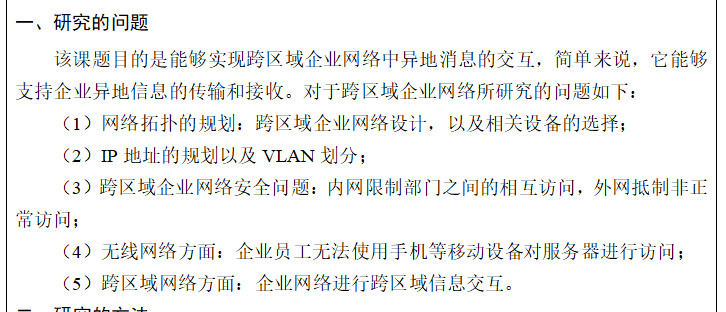 一、研究的问题
该课题目的是能够实现跨区域企业网络中异地消息的交互，简单来说，它能够
支持企业异地信息的传输和接收。对于跨区域企业网络所研究的问题如下：
（1）网络拓扑的规划：跨区域企业网络设计，以及相关设备的选择；
（2）IP 地址的规划以及 VLAN 划分；
（3）跨区域企业网络安全问题：内网限制部门之间的相互访问，外网抵制非正
常访问；
（4）无线网络方面：企业员工无法使用手机等移动设备对服务器进行访问；
（5）跨区域网络方面：企业网络进行跨区域信息交互。